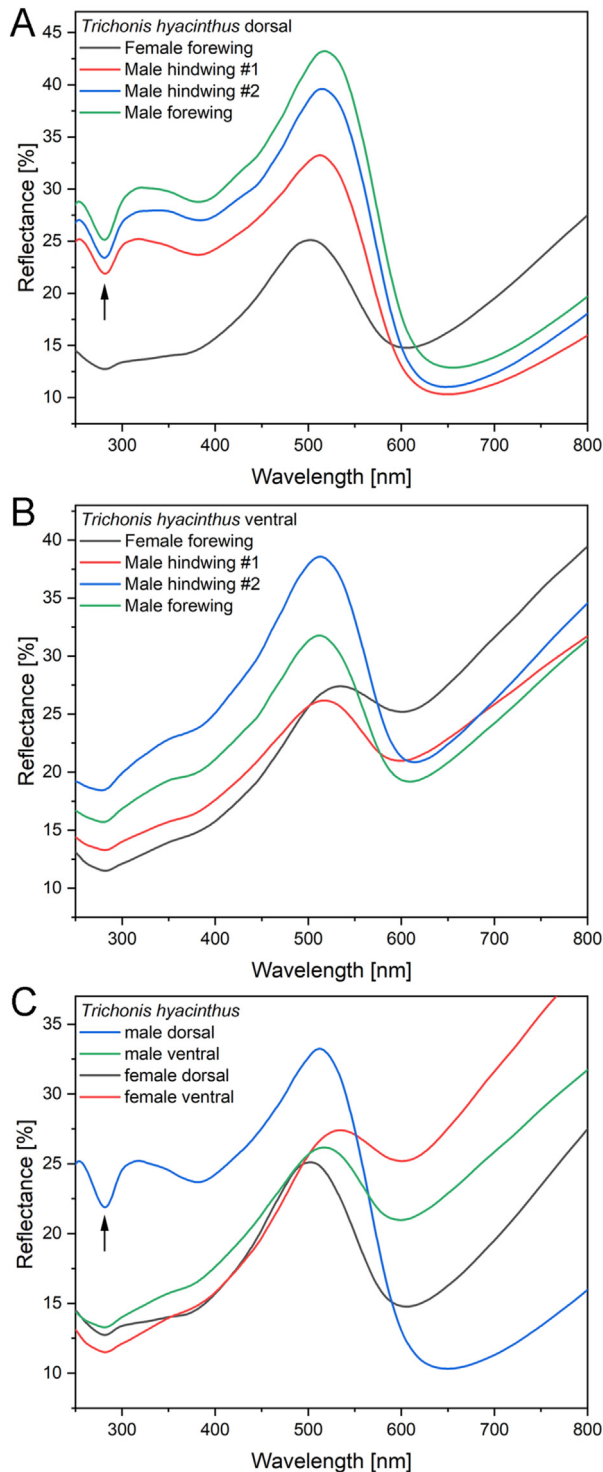 A
Trichonis hyacinthus dorsal
Female forewing
Male hindwing #1
Male hindwing #2
Male forewing
45
40
35
30
25
20
15
10
Reflectance [%]
300 400 500 600 700 800
Wavelength [nm]
B
Trichonis hyacinthus ventral
Female forewing
Male hindwing #1
Male hindwing #2
Male forewing
40
35
30
25
20
15
10
Reflectance [%]
300 400 500 600 700 800
Wavelength [nm]
C
Trichonis hyacinthus
male dorsal
male ventral
female dorsal
female ventral
35
30
25
20
15
10
Reflectance [%]
300 400 500 600 700 800
Wavelength [nm]